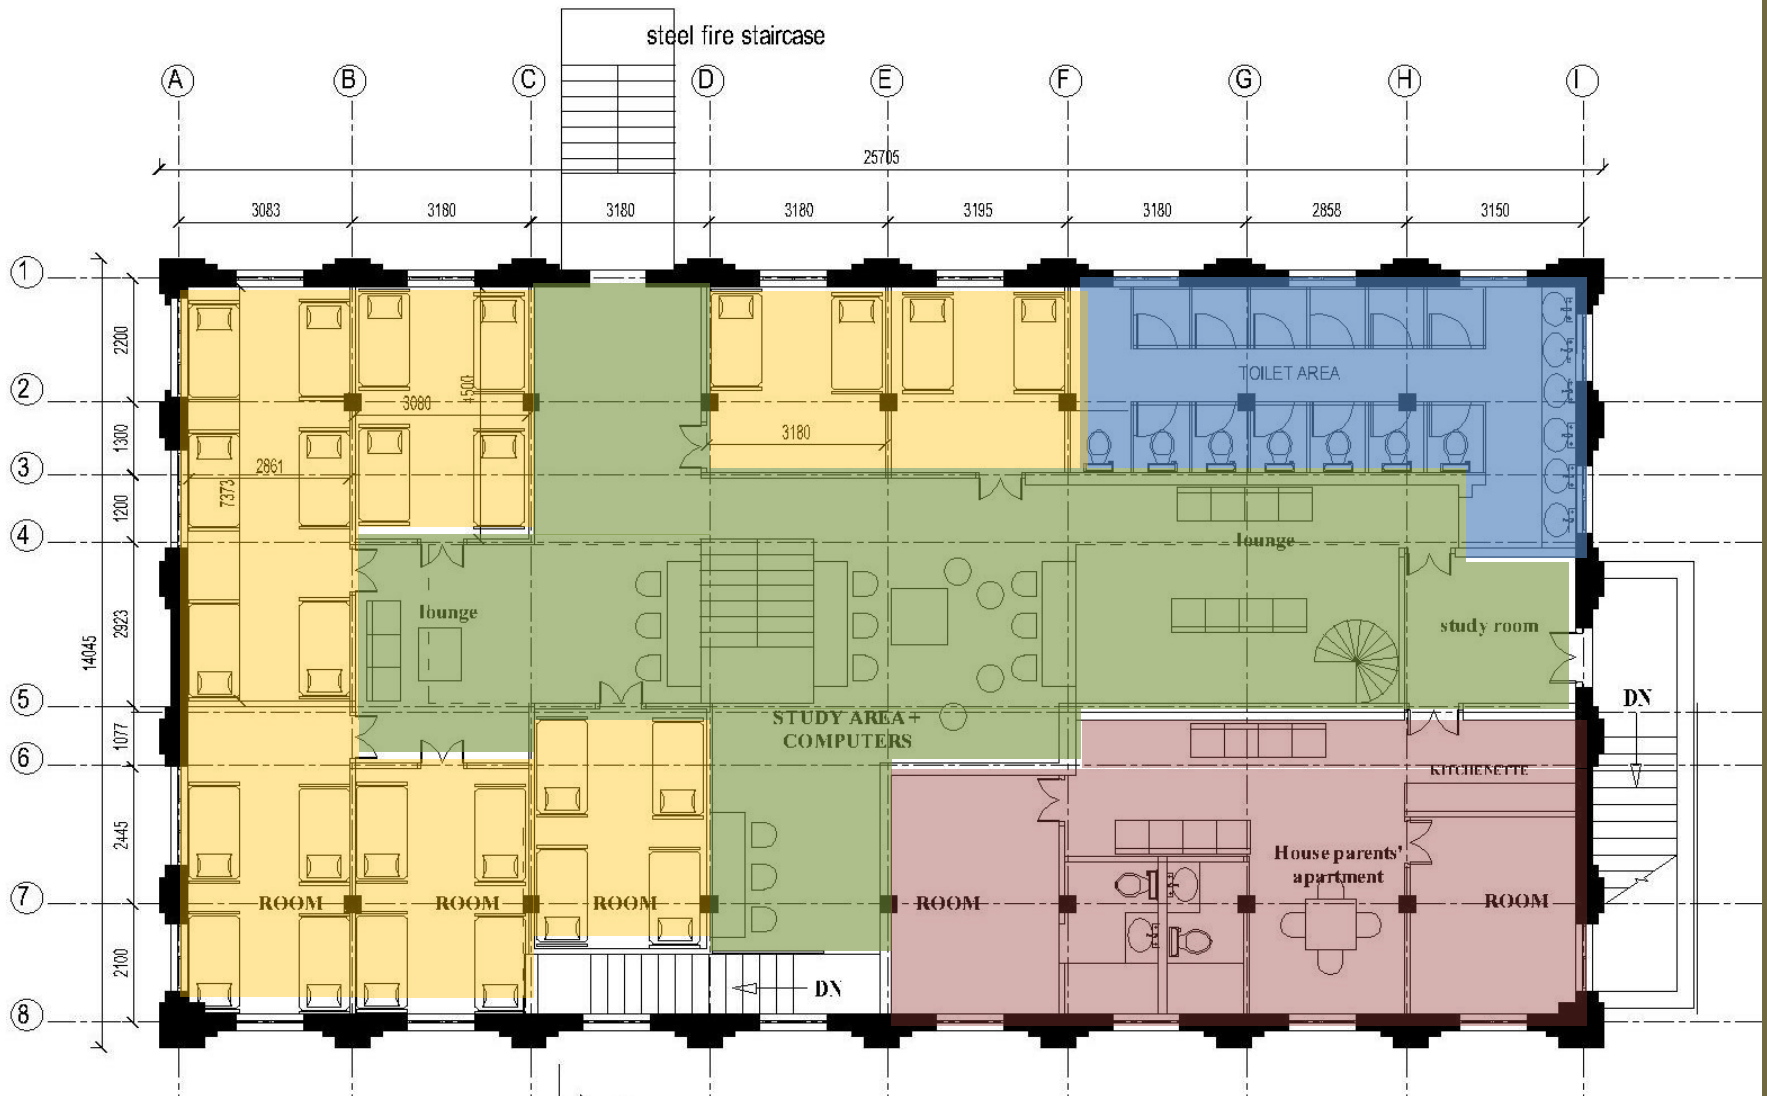 steel fire staircase
A B C D E F G H I
25705
3083 3180 3180 3180 3195 3180 2858 3150
1
2
3
4
5
6
7
8
2200
1300
1200
2923
1077
2445
2100
14045
TOILET AREA
3080
4500
3180
2861
7373
lounge
lounge
study room
STUDY AREA+
COMPUTERS
DN
KITCHENETTE
House parents'
apartment
ROOM
ROOM
ROOM
ROOM
ROOM
DN